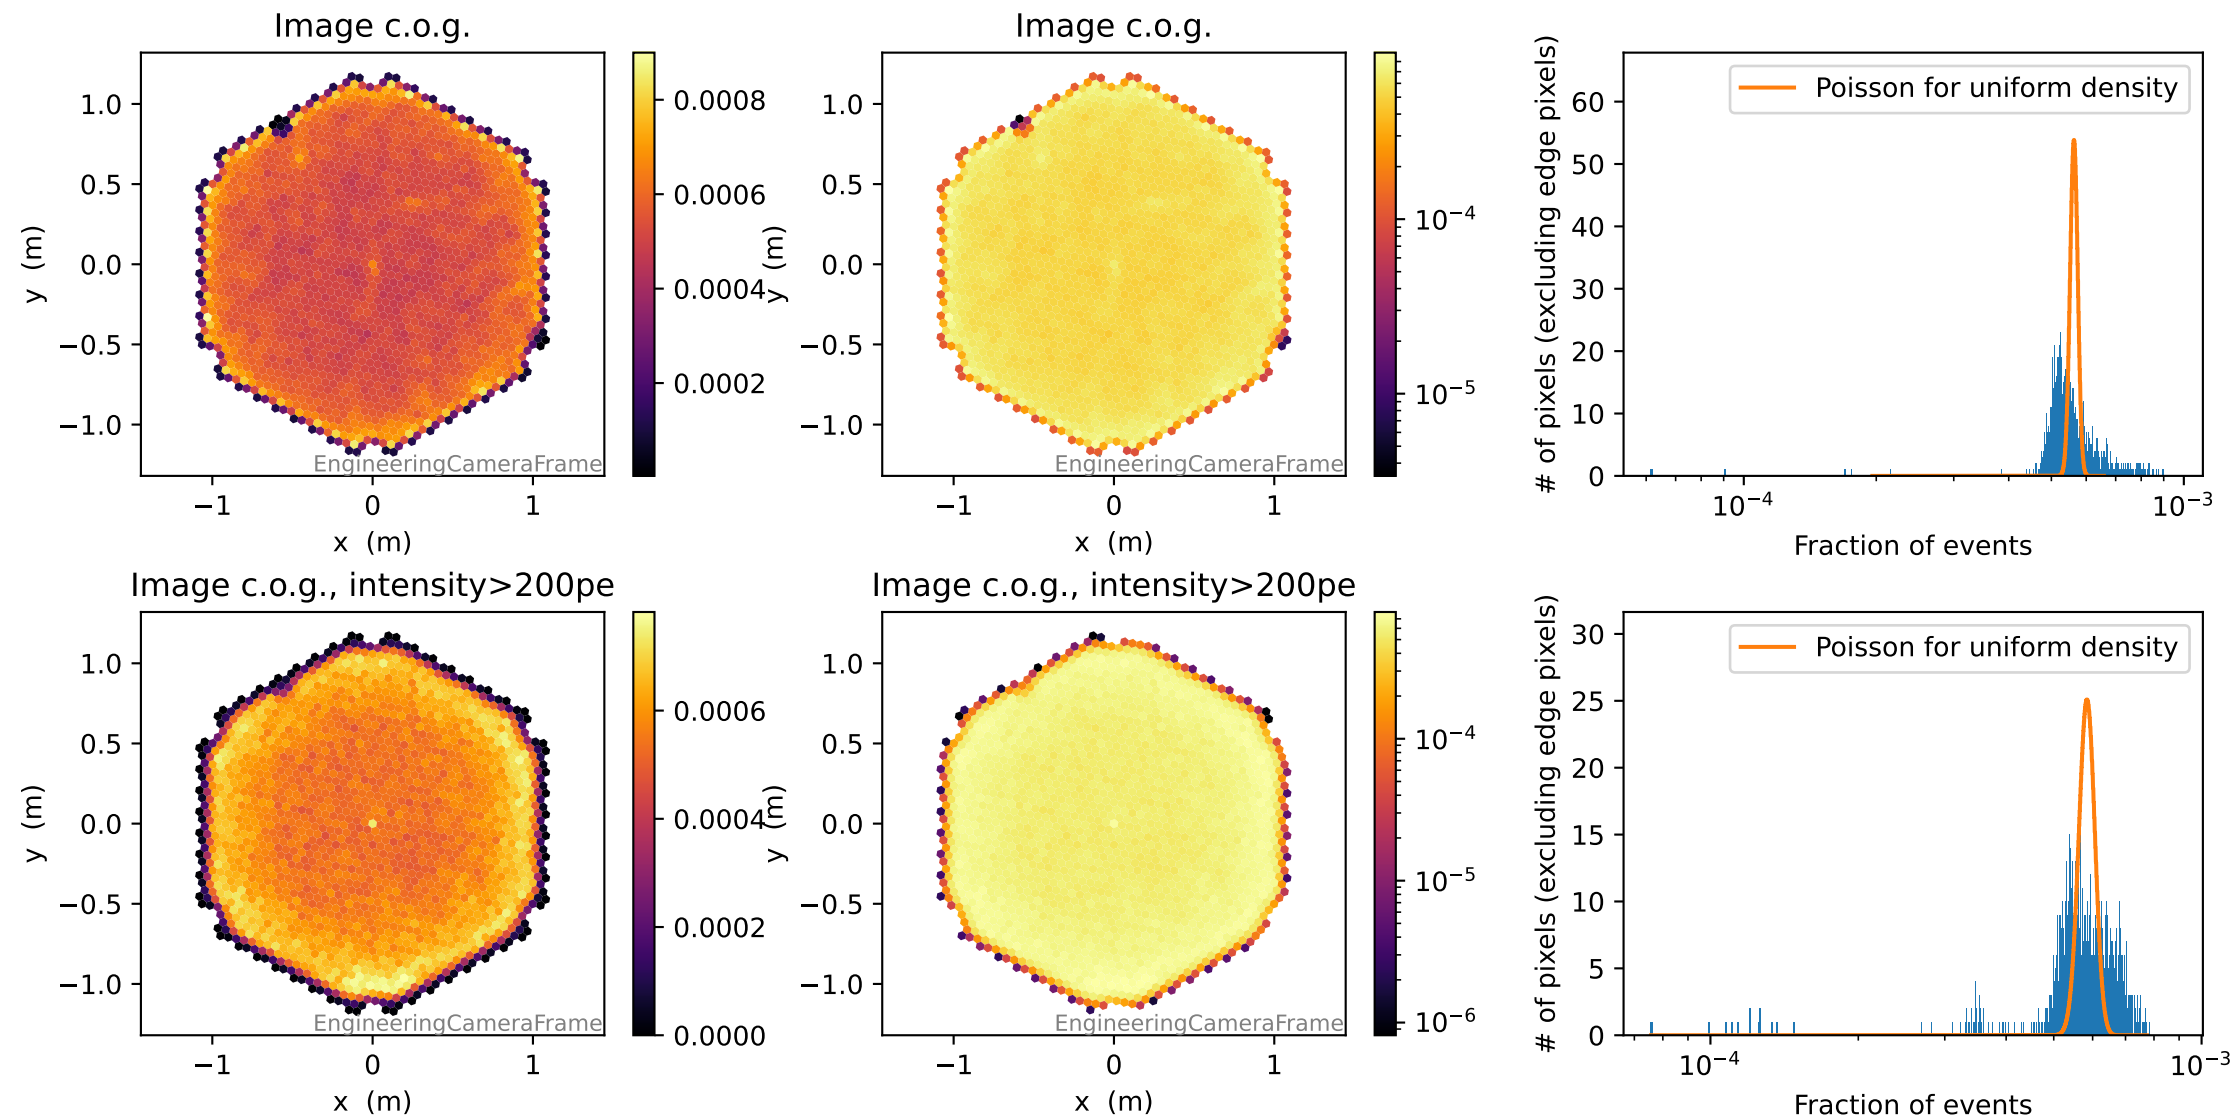 Image c.o.g.
1.0
0.5
0.0
−0.5
−1.0
y (m)
−1
0
1
x (m)
EngineeringCameraFrame
0.0008
0.0006
0.0004
0.0002
Image c.o.g.
1.0
0.5
0.0
−0.5
−1.0
y (m)
−1
0
1
x (m)
EngineeringCameraFrame
10⁻⁴
10⁻⁵
# of pixels (excluding edge pixels)
60
50
40
30
20
10
0
Poisson for uniform density
10⁻⁴
10⁻³
Fraction of events
Image c.o.g., intensity>200pe
1.0
0.5
0.0
−0.5
−1.0
y (m)
−1
0
1
x (m)
EngineeringCameraFrame
0.0006
0.0004
0.0002
0.0000
Image c.o.g., intensity>200pe
1.0
0.5
0.0
−0.5
−1.0
y (m)
−1
0
1
x (m)
EngineeringCameraFrame
10⁻⁴
10⁻⁵
10⁻⁶
# of pixels (excluding edge pixels)
30
25
20
15
10
5
0
Poisson for uniform density
10⁻⁴
10⁻³
Fraction of events